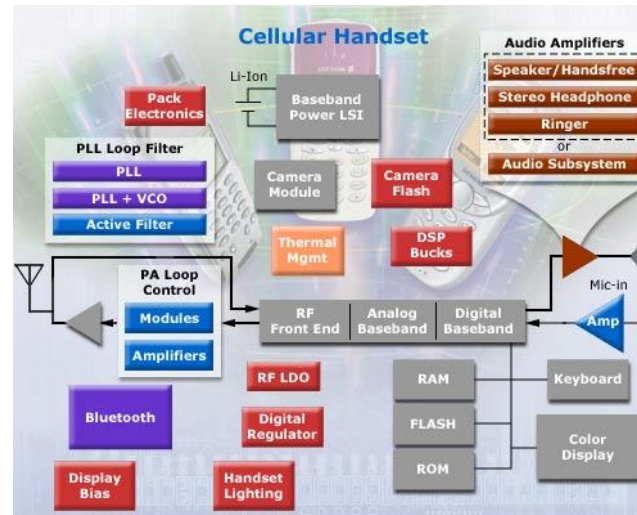 Cellular Handset
Audio Amplifiers
Speaker/Handsfree
Stereo Headphone
Ringer
or
Audio Subsystem
Li-Ion
Pack
Electronics
Baseband
Power LSI
PLL Loop Filter
PLL
PLL + VCO
Active Filter
Camera
Module
Camera
Flash
Thermal
Mgmt
DSP
Bucks
PA Loop
Control
Modules
Amplifiers
RF
Front End
Analog
Baseband
Digital
Baseband
Mic-in
Amp
RF LDO
RAM
Keyboard
Bluetooth
Digital
Regulator
FLASH
Color
Display
ROM
Display
Bias
Handset
Lighting